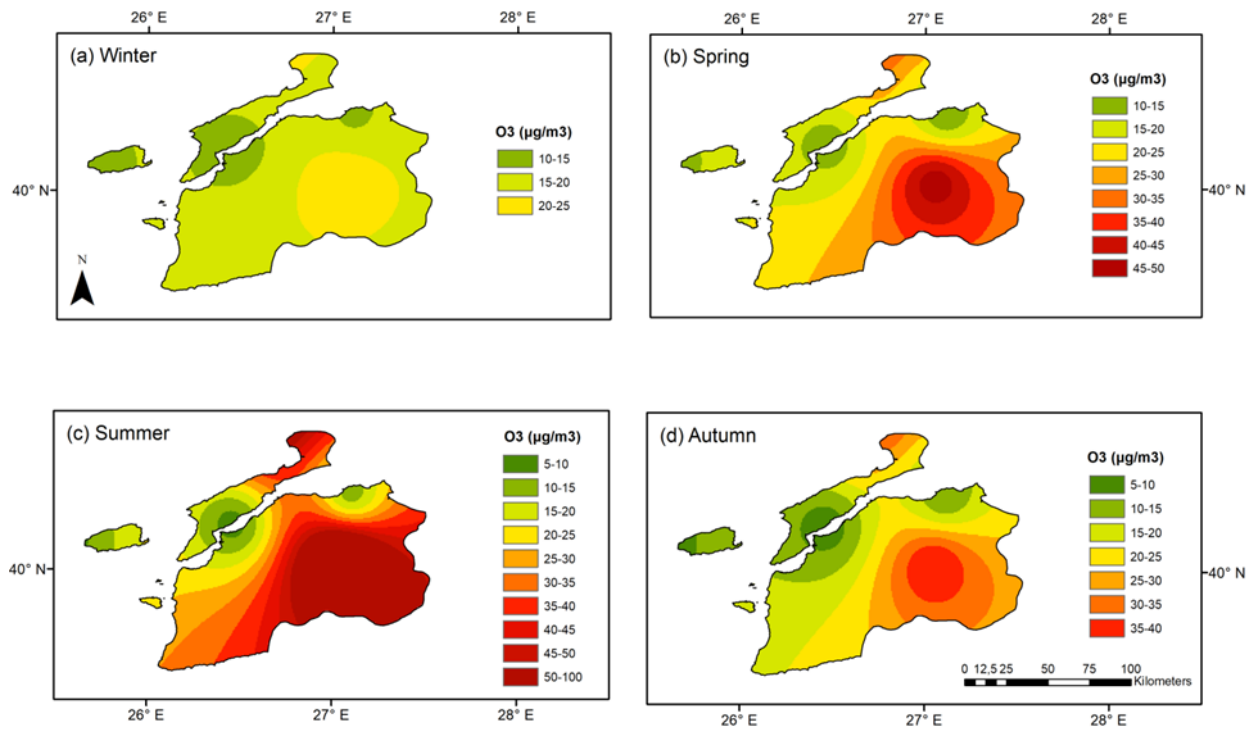 26° E 27° E 28° E
27° E 28° E
(a) Winter
O3 (µg/m3)
10-15
15-20
20-25
40° N
N
(b) Spring
O3 (µg/m3)
10-15
15-20
20-25
25-30
30-35
35-40
40-45
45-50
40° N
(c) Summer
O3 (µg/m3)
5-10
10-15
15-20
20-25
25-30
30-35
35-40
40-45
45-50
50-100
40° N
26° E 27° E 28° E
(d) Autumn
O3 (µg/m3)
5-10
10-15
15-20
20-25
25-30
30-35
35-40
40° N
0 12,5 25 50 75 100
Kilometers
26° E 27° E 28° E